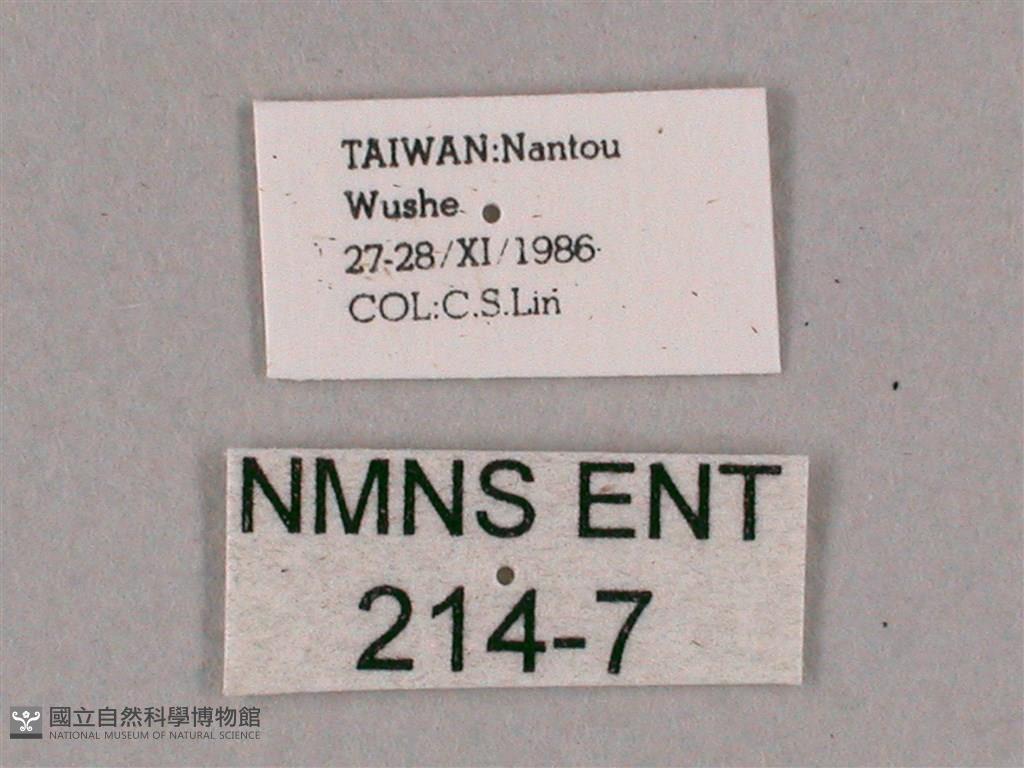 TAIWAN:Nantou
Wushe
27-28/XI/1986
COL:C.S.Lin
NMNS ENT
214-7
國立自然科學博物館
NATIONAL MUSEUM OF NATURAL SCIENCE